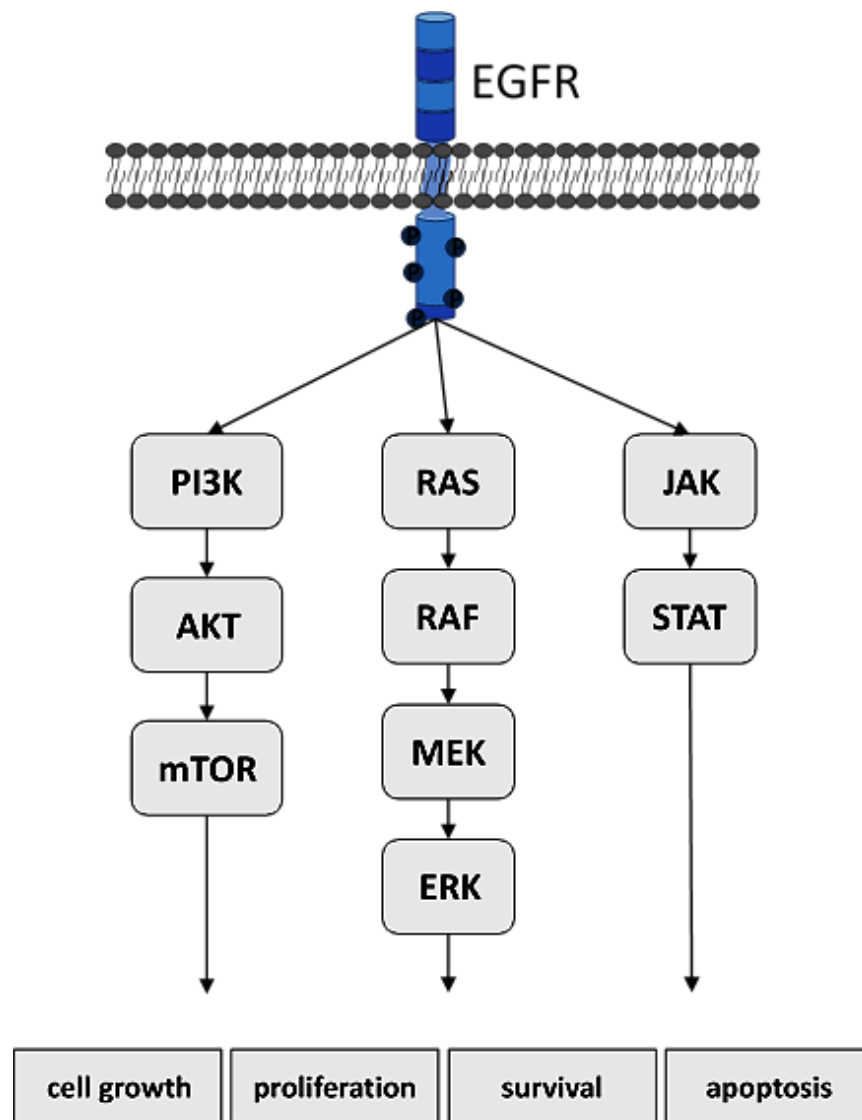 EGFR
P
P
P
P
P
PI3K RAS JAK
AKT RAF STAT
mTOR MEK
ERK
cell growth proliferation survival apoptosis